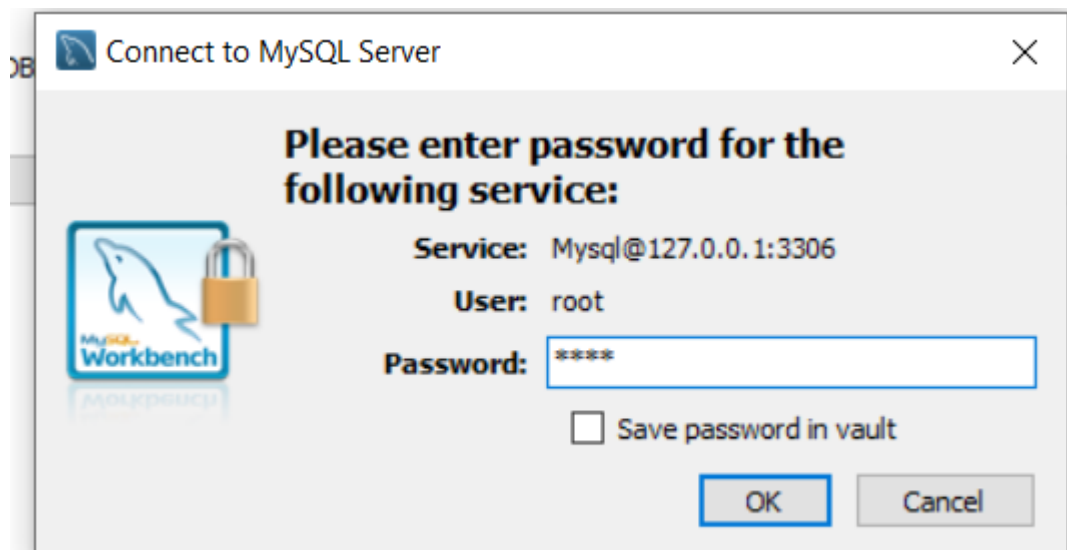 DB
Connect to MySQL Server
Please enter password for the
following service:
Service: Mysql@127.0.0.1:3306
User: root
Password: ****
Save password in vault
OK Cancel
MySQL
Workbench